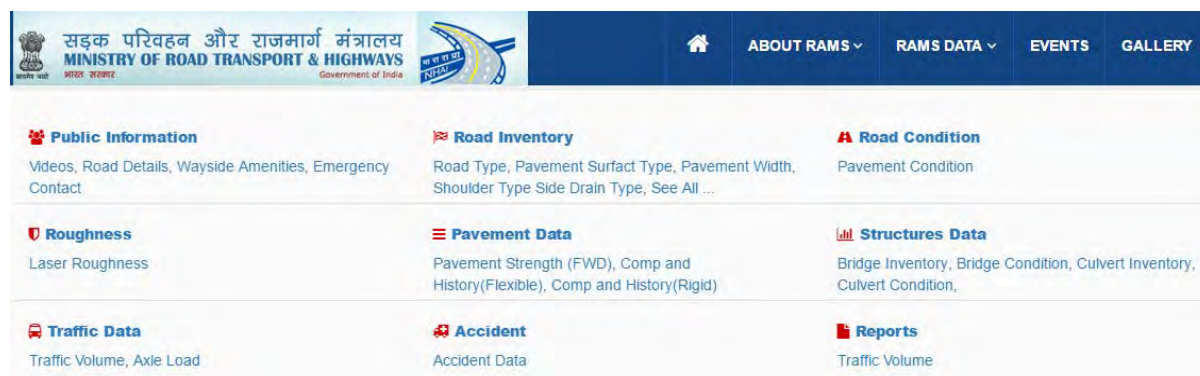 सड़क परिवहन और राजमार्ग मंत्रालय
MINISTRY OF ROAD TRANSPORT & HIGHWAYS
भारत सरकार Government of India
सत्यमेव जयते
NHAI
ABOUT RAMS RAMS DATA EVENTS GALLERY
Public Information
Videos, Road Details, Wayside Amenities, Emergency
Contact
Road Inventory
Road Type, Pavement Surfact Type, Pavement Width,
Shoulder Type Side Drain Type, See All ...
Road Condition
Pavement Condition
Roughness
Laser Roughness
Pavement Data
Pavement Strength (FWD), Comp and
History(Flexible), Comp and History(Rigid)
Structures Data
Bridge Inventory, Bridge Condition, Culvert Inventory,
Culvert Condition,
Traffic Data
Traffic Volume, Axle Load
Accident
Accident Data
Reports
Traffic Volume